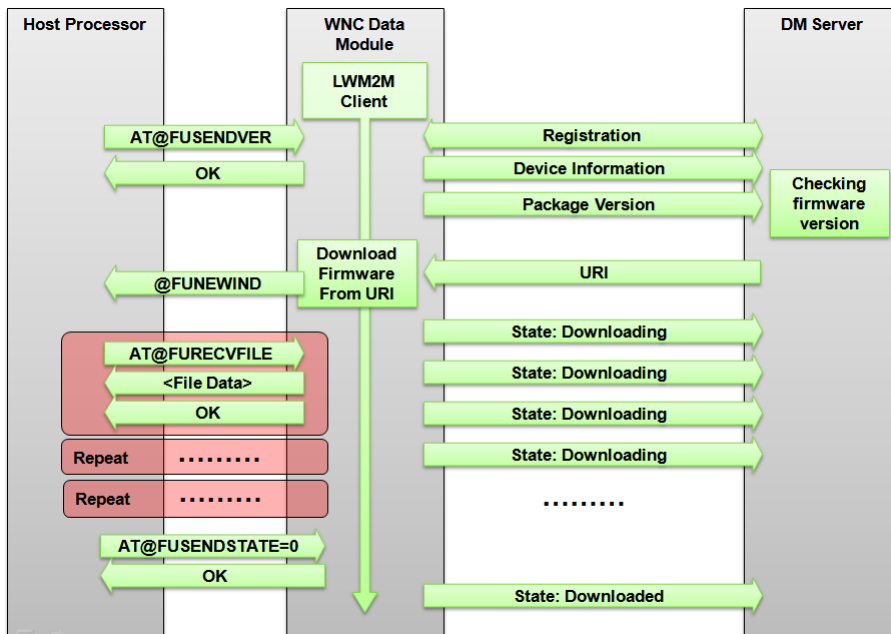 Host Processor
WNC Data
Module
DM Server
LWM2M
Client
AT@FUSENDVER
Registration
OK
Device Information
Checking
firmware
version
Package Version
Download
Firmware
From URI
@FUNEWIND
URI
State: Downloading
AT@FURECVFILE
<File Data>
State: Downloading
OK
State: Downloading
Repeat ·········
State: Downloading
Repeat ·········
·········
AT@FUSENDSTATE=0
OK
State: Downloaded